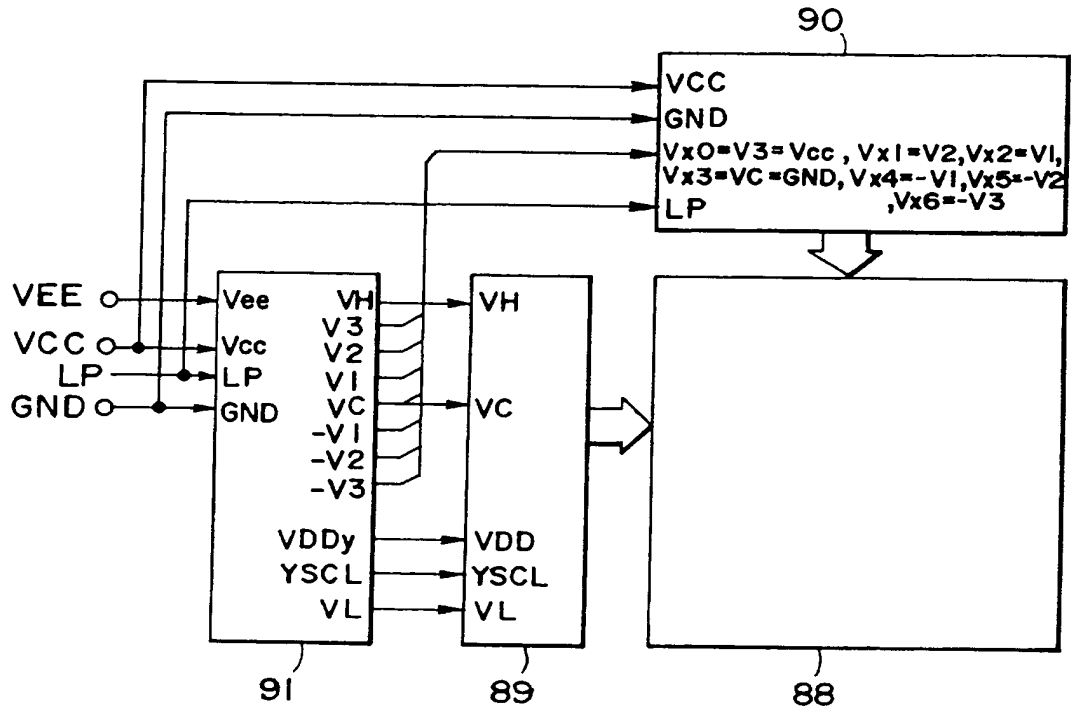 90
VCC
GND
Vx0=V3=Vcc, Vx1=V2,Vx2=V1,
Vx3=VC=GND,Vx4=-V1,Vx5=-V2
,Vx6=-V3
LP
VEE
VCC
LP
GND
Vee
Vcc
LP
GND
VH
V3
V2
V1
VC
-V1
-V2
-V3
VDDy
YSCL
VL
VH
VC
VDD
YSCL
VL
91
89
88